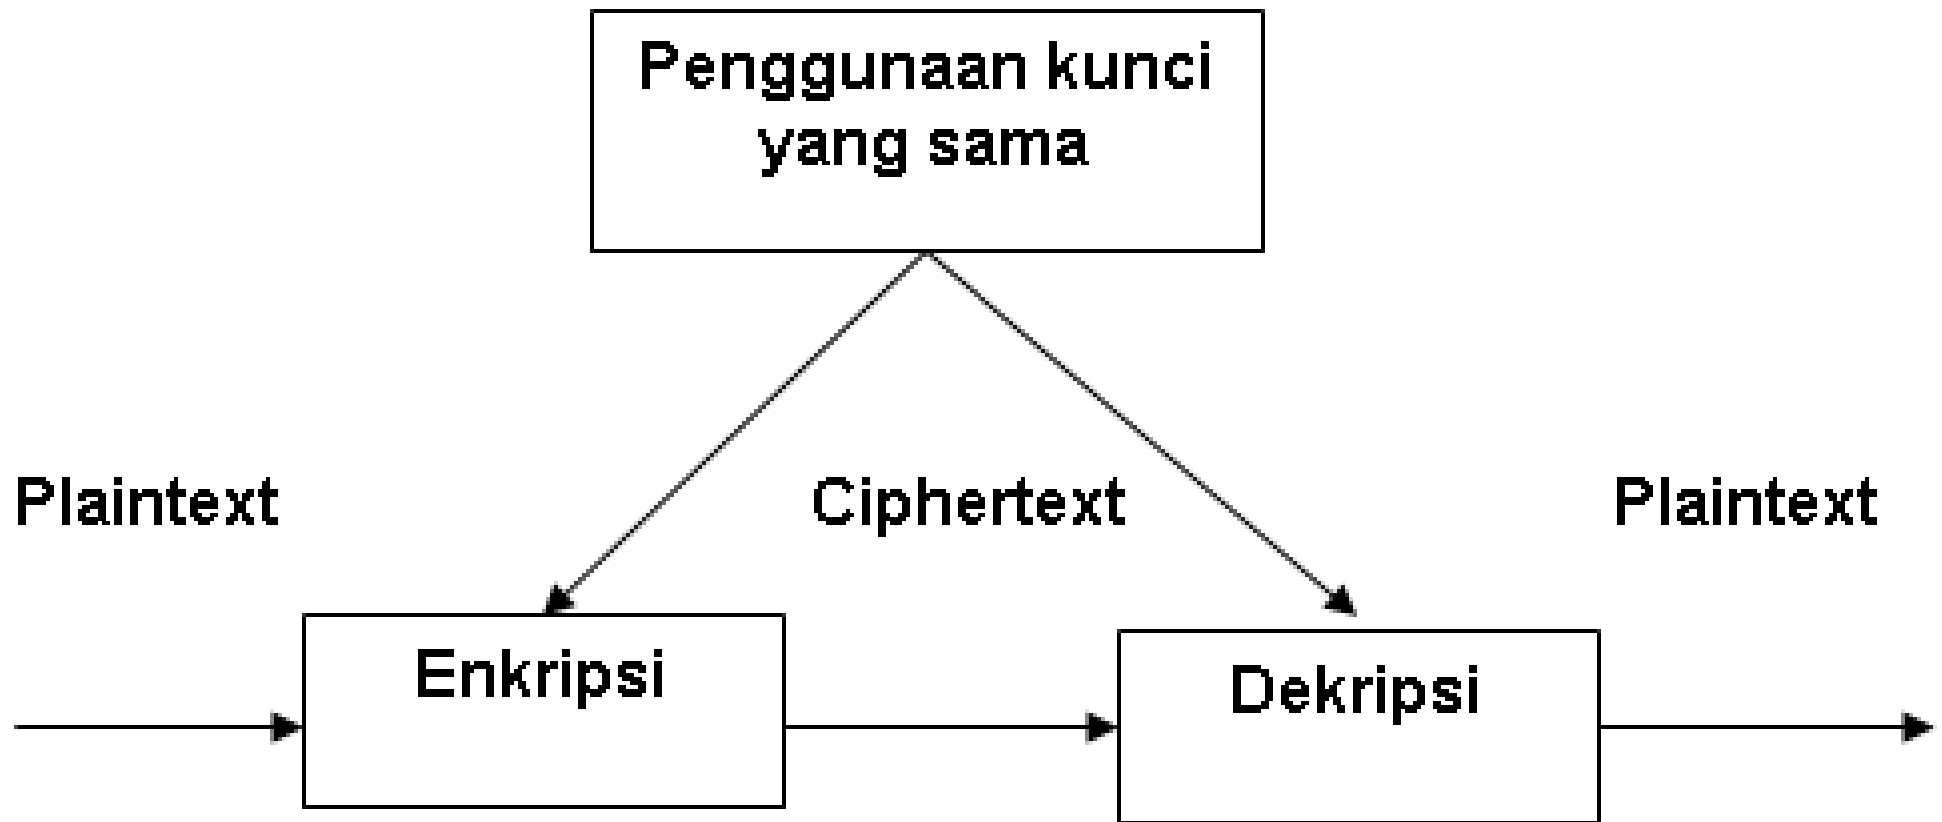 Penggunaan kunci
yang sama
Plaintext
Ciphertext
Plaintext
Enkripsi
Dekripsi